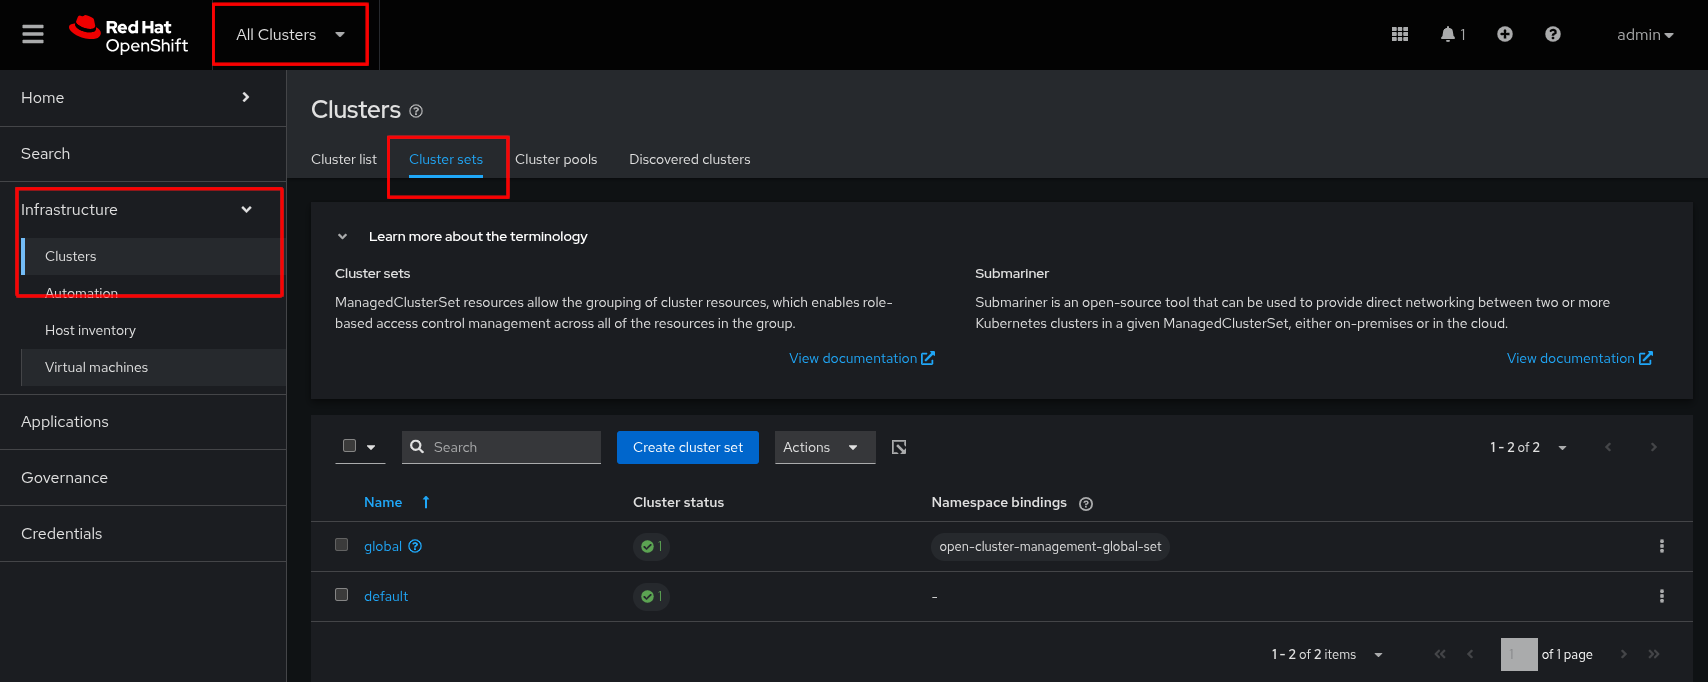 Red Hat
OpenShift
All Clusters
1
admin
Home
Search
Infrastructure
Clusters
Automation
Host inventory
Virtual machines
Applications
Governance
Credentials
Clusters
Cluster list
Cluster sets
Cluster pools
Discovered clusters
Learn more about the terminology
Cluster sets
ManagedClusterSet resources allow the grouping of cluster resources, which enables role-
based access control management across all of the resources in the group.
View documentation
Submariner
Submariner is an open-source tool that can be used to provide direct networking between two or more
Kubernetes clusters in a given ManagedClusterSet, either on-premises or in the cloud.
View documentation
Search
Create cluster set
Actions
1 - 2 of 2
Name
Cluster status
Namespace bindings
global
1
open-cluster-management-global-set
default
1
-
1 - 2 of 2 items
1
of 1 page